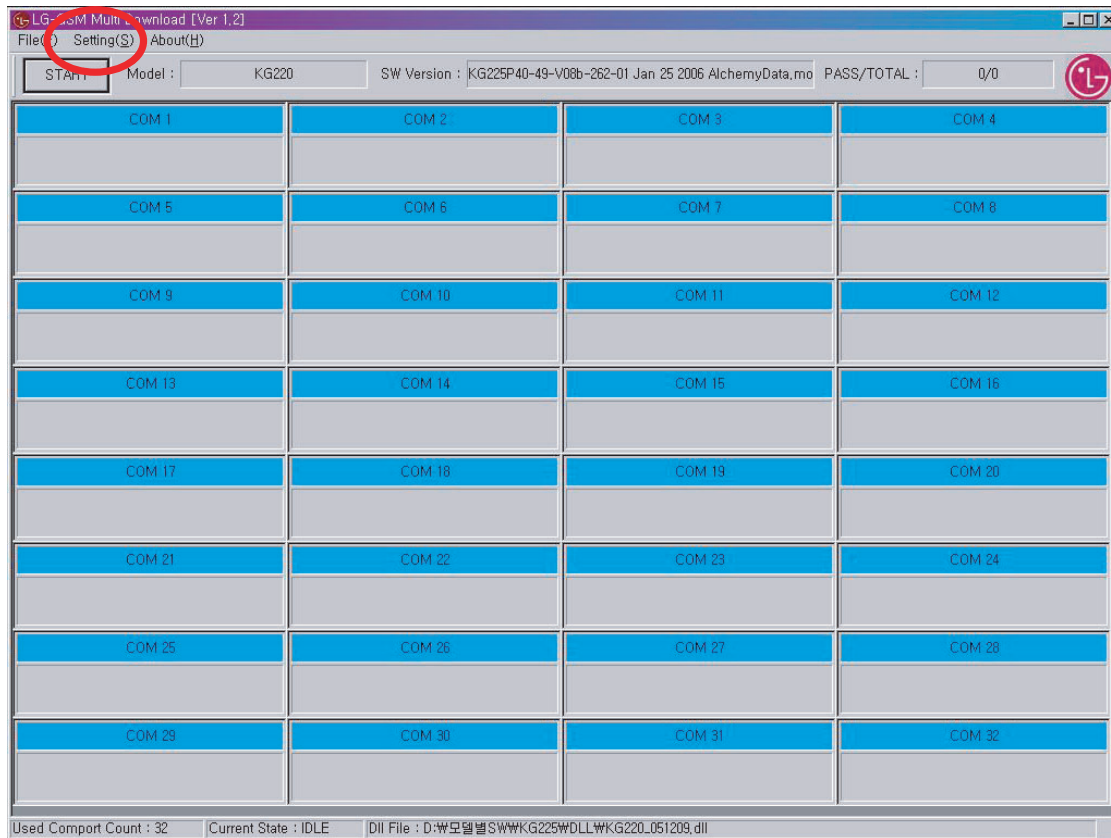 LG-GSM Multi Download [Ver 1,2]
File(F) Setting(S) About(H)
START Model : KG220 SW Version : KG225P40-49-V08b-262-01 Jan 25 2006 AlchemyData,mo PASS/TOTAL : 0/0
COM 1 COM 2 COM 3 COM 4
COM 5 COM 6 COM 7 COM 8
COM 9 COM 10 COM 11 COM 12
COM 13 COM 14 COM 15 COM 16
COM 17 COM 18 COM 19 COM 20
COM 21 COM 22 COM 23 COM 24
COM 25 COM 26 COM 27 COM 28
COM 29 COM 30 COM 31 COM 32
Used Comport Count : 32 Current State : IDLE Dll File : D:₩모델별SW₩KG225₩DLL₩KG220_051209,dll